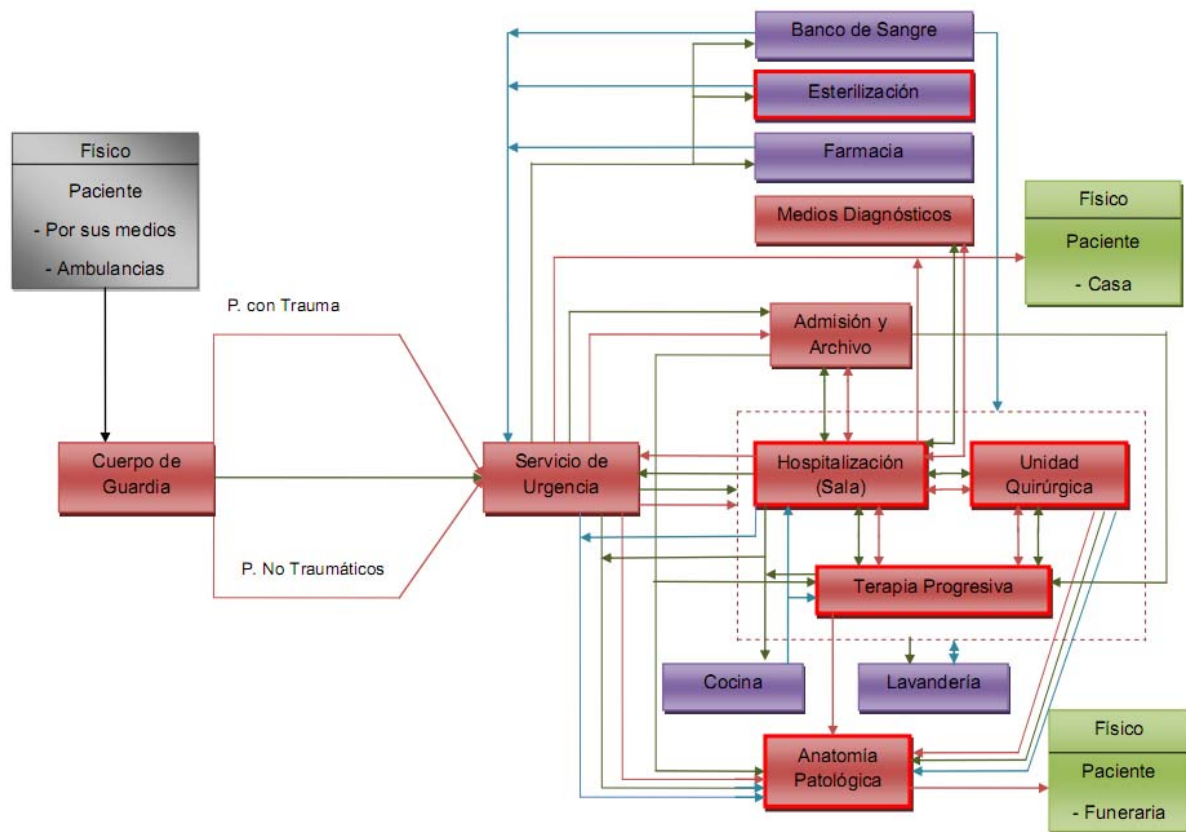 Banco de Sangre
Esterilización
Físico
Paciente
- Por sus medios
- Ambulancias
Farmacia
Medios Diagnósticos
Físico
Paciente
- Casa
P. con Trauma
Admisión y
Archivo
Cuerpo de
Guardia
Servicio de
Urgencia
Hospitalización
(Sala)
Unidad
Quirúrgica
P. No Traumáticos
Terapia Progresiva
Cocina
Lavandería
Anatomía
Patológica
Físico
Paciente
- Funeraria